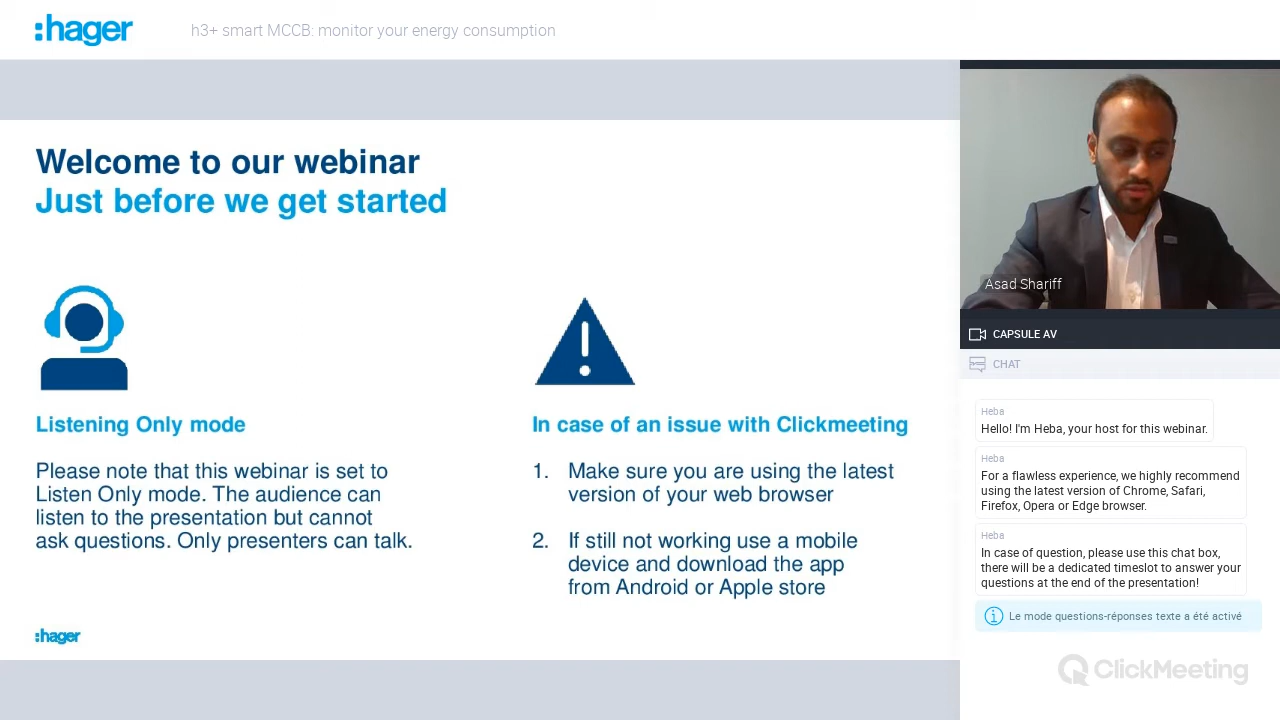 :hager
h3+ smart MCCB: monitor your energy consumption
Welcome to our webinar
Just before we get started
Listening Only mode
Please note that this webinar is set to
Listen Only mode. The audience can
listen to the presentation but cannot
ask questions. Only presenters can talk.
In case of an issue with Clickmeeting
1. Make sure you are using the latest
version of your web browser
2. If still not working use a mobile
device and download the app
from Android or Apple store
:hager
Asad Shariff
CAPSULE AV
CHAT
Heba
Hello! I'm Heba, your host for this webinar.
Heba
For a flawless experience, we highly recommend
using the latest version of Chrome, Safari,
Firefox, Opera or Edge browser.
Heba
In case of question, please use this chat box,
there will be a dedicated timeslot to answer your
questions at the end of the presentation!
Le mode questions-réponses texte a été activé
ClickMeeting